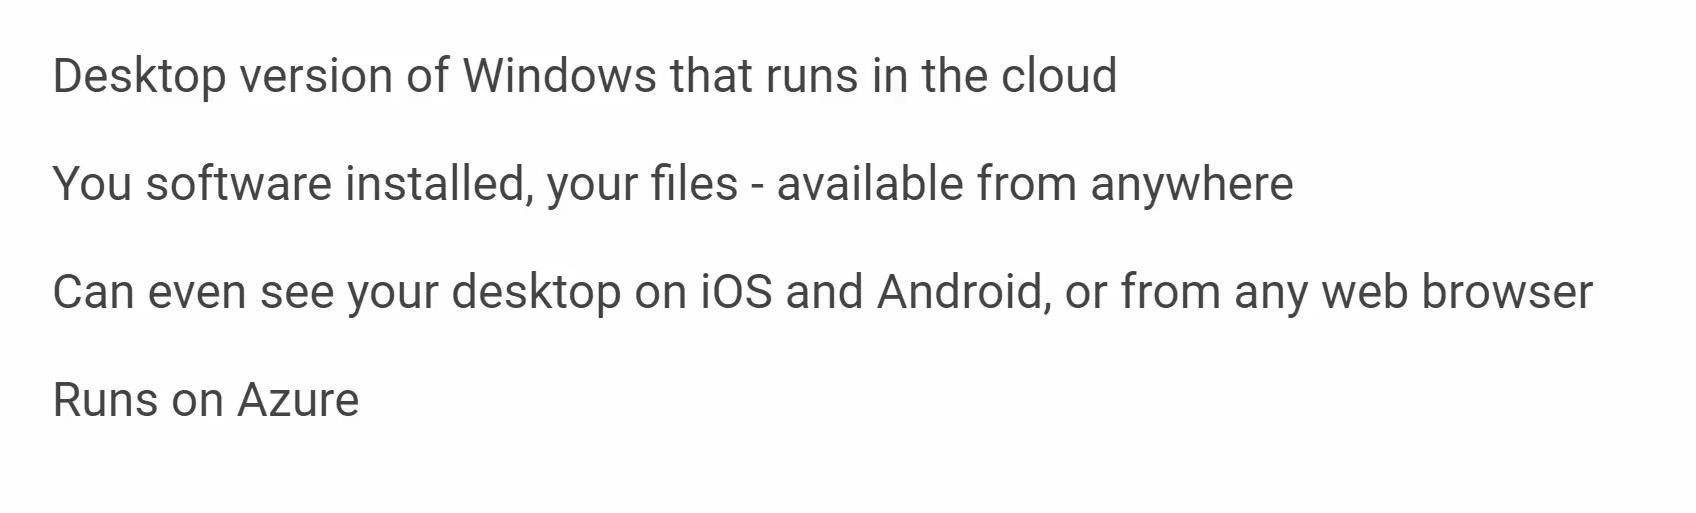 Desktop version of Windows that runs in the cloud
You software installed, your files - available from anywhere
Can even see your desktop on iOS and Android, or from any web browser
Runs on Azure